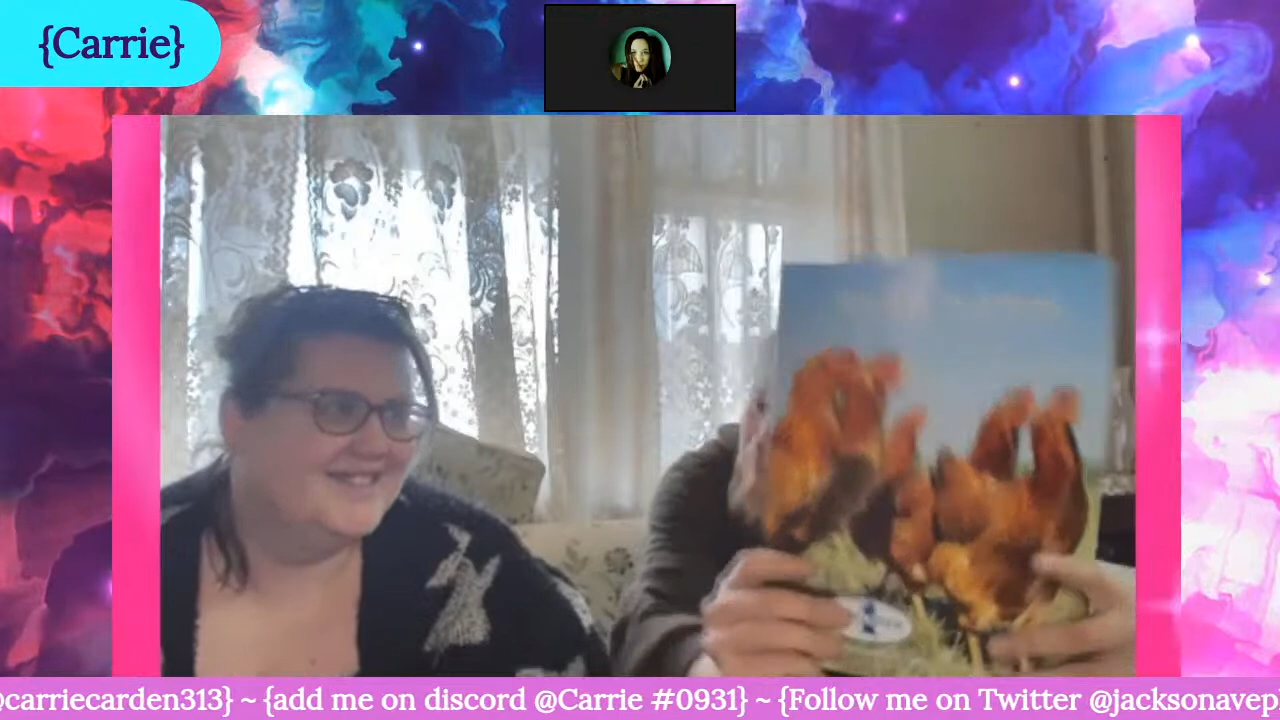 {Carrie}
@carriecarden313} ~ {add me on discord @Carrie #0931} ~ {Follow me on Twitter @jacksonavep